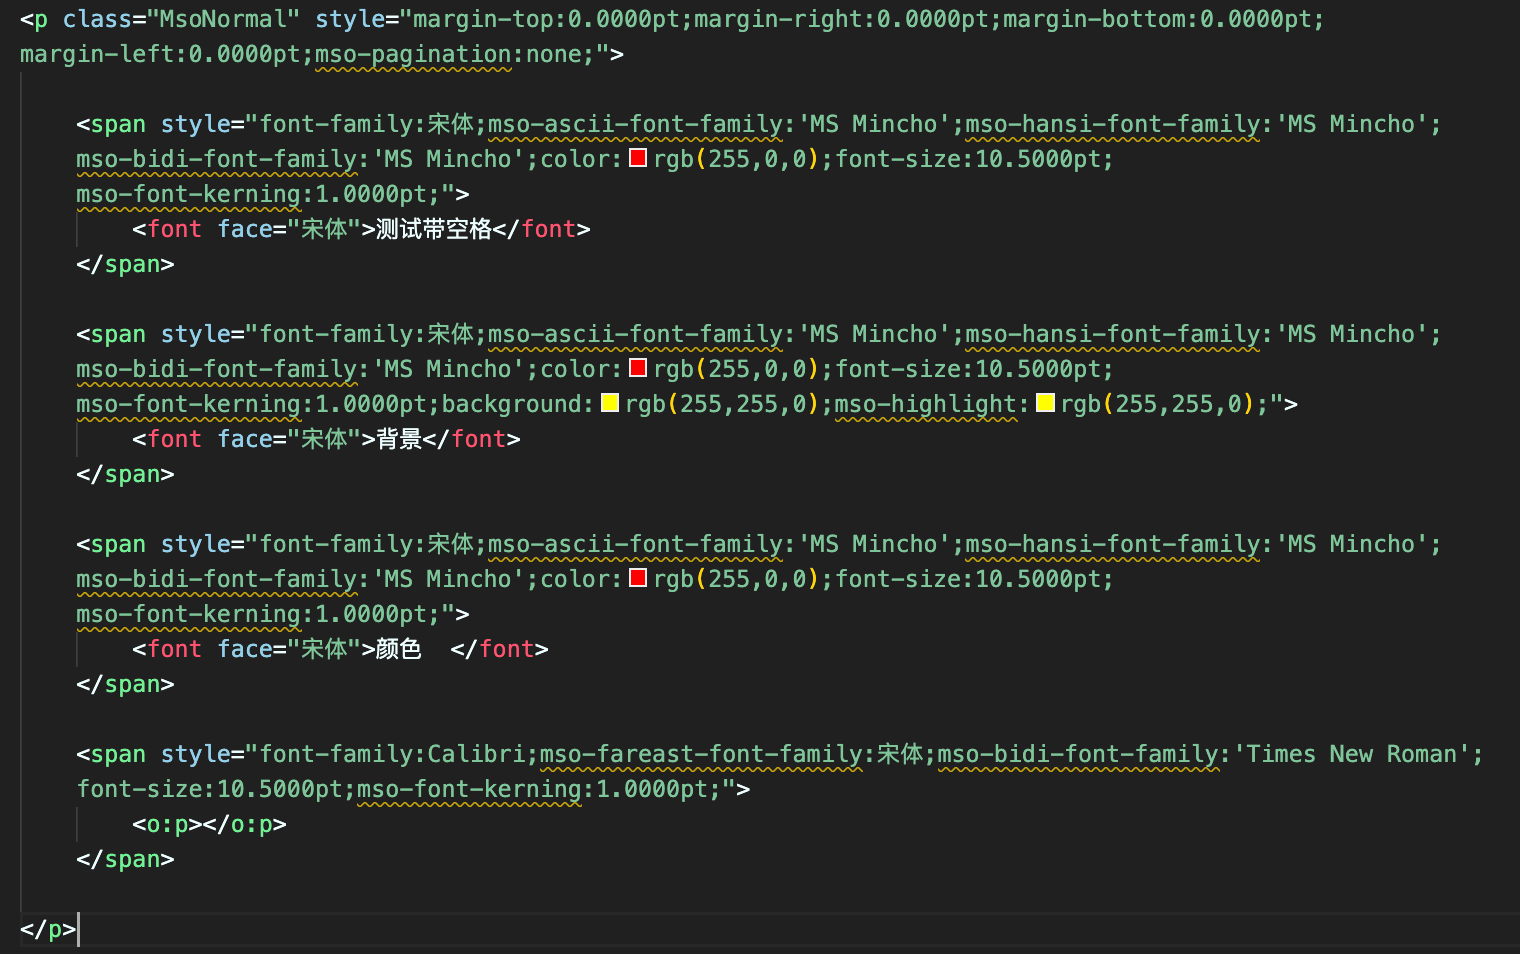 <p class="MsoNormal" style="margin-top:0.0000pt;margin-right:0.0000pt;margin-bottom:0.0000pt;
margin-left:0.0000pt;mso-pagination:none;">
<span style="font-family:宋体;mso-ascii-font-family:'MS Mincho';mso-hansi-font-family:'MS Mincho';
mso-bidi-font-family:'MS Mincho';color:rgb(255,0,0);font-size:10.5000pt;
mso-font-kerning:1.0000pt;">
<font face="宋体">测试带空格</font>
</span>
<span style="font-family:宋体;mso-ascii-font-family:'MS Mincho';mso-hansi-font-family:'MS Mincho';
mso-bidi-font-family:'MS Mincho';color:rgb(255,0,0);font-size:10.5000pt;
mso-font-kerning:1.0000pt;background:rgb(255,255,0);mso-highlight:rgb(255,255,0);">
<font face="宋体">背景</font>
</span>
<span style="font-family:宋体;mso-ascii-font-family:'MS Mincho';mso-hansi-font-family:'MS Mincho';
mso-bidi-font-family:'MS Mincho';color:rgb(255,0,0);font-size:10.5000pt;
mso-font-kerning:1.0000pt;">
<font face="宋体">颜色  </font>
</span>
<span style="font-family:Calibri;mso-fareast-font-family:宋体;mso-bidi-font-family:'Times New Roman';
font-size:10.5000pt;mso-font-kerning:1.0000pt;">
<o:p></o:p>
</span>
</p>